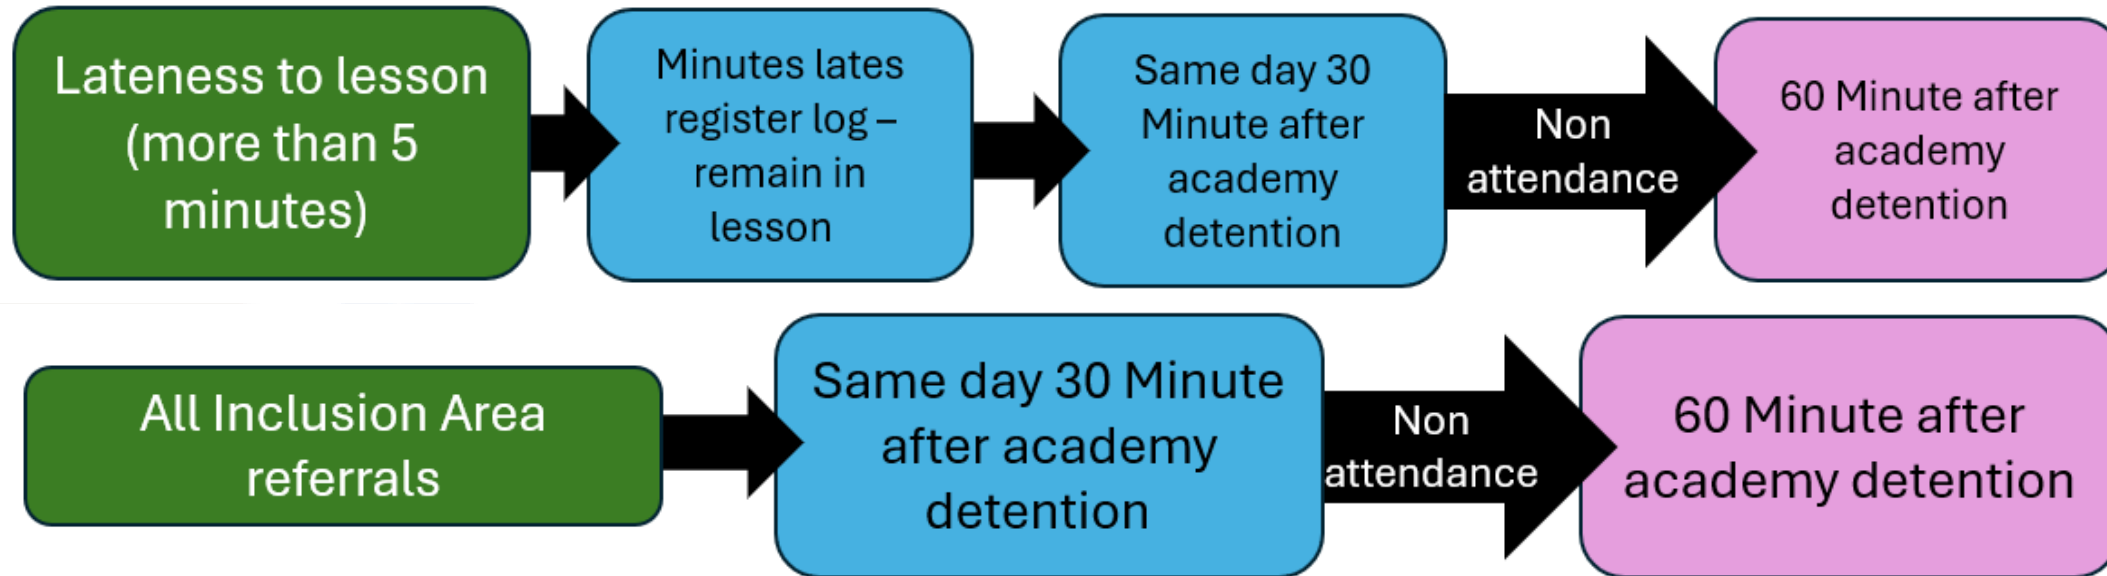 Lateness to lesson
(more than 5
minutes)
Minutes lates
register log –
remain in
lesson
Same day 30
Minute after
academy
detention
Non
attendance
60 Minute after
academy
detention
All Inclusion Area
referrals
Same day 30 Minute
after academy
detention
Non
attendance
60 Minute after
academy detention